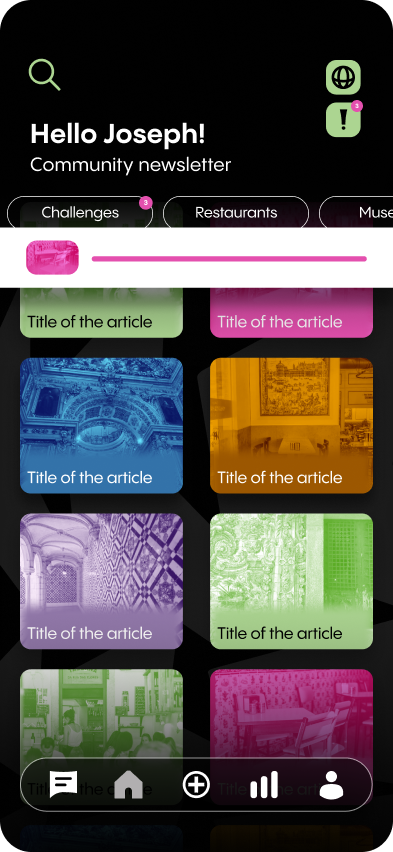 3
Hello Joseph!
Community newsletter
Challenges 3
Restaurants
Muse
Title of the article
Title of the article
Title of the article
Title of the article
Title of the article
Title of the article